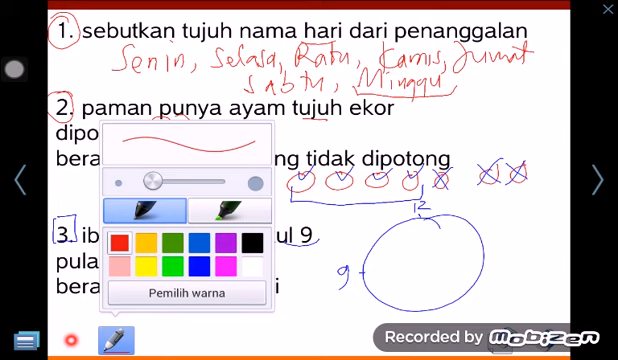 1. sebutkan tujuh nama hari dari penanggalan
Senin, Selasa, Rabu, Kamis, Jumat
Sabtu, Minggu
2. paman punya ayam tujuh ekor
dipo
bera ng tidak dipotong
12
3. ib ul 9
9
pula
bera i
Pemilih warna
Recorded by
mobizen